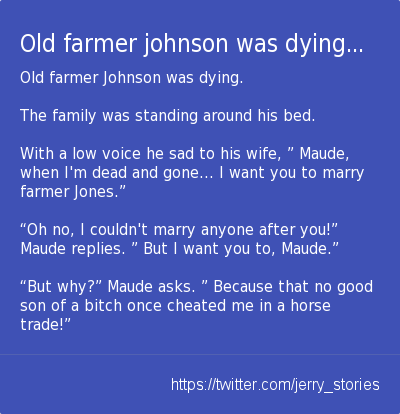 Old farmer johnson was dying...
Old farmer Johnson was dying.
The family was standing around his bed.
With a low voice he sad to his wife, ” Maude,
when I'm dead and gone... I want you to marry
farmer Jones.”
“Oh no, I couldn't marry anyone after you!”
Maude replies. ” But I want you to, Maude.”
“But why?” Maude asks. ” Because that no good
son of a bitch once cheated me in a horse
trade!”
https://twitter.com/jerry_stories